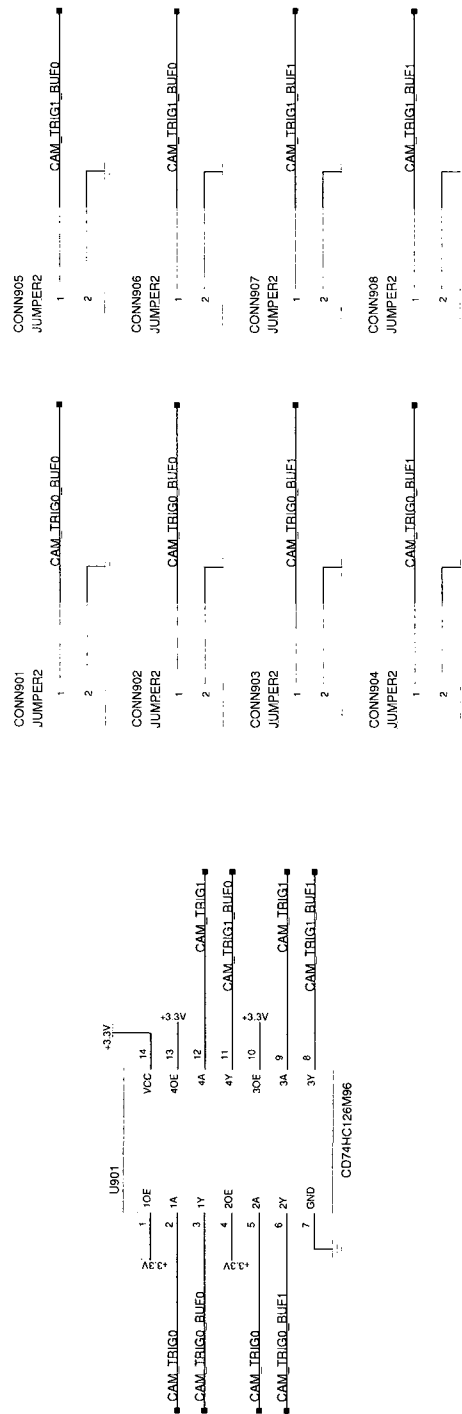 U901
+3.3V
1 1OE
VCC 14
+3.3V
CAM_TRIG0
2 1A
4OE 13
+3.3V
CAM_TRIG0_BUF0
3 1Y
4A 12
CAM_TRIG1
4 2OE
4Y 11
CAM_TRIG1_BUF0
+3.3V
CAM_TRIG0
5 2A
3OE 10
+3.3V
CAM_TRIG0_BUF1
6 2Y
3A 9
CAM_TRIG1
7 GND
3Y 8
CAM_TRIG1_BUF1
CD74HC126M96
CONN901
JUMPER2
1
CAM_TRIG0_BUF0
2
CONN902
JUMPER2
1
CAM_TRIG0_BUF0
2
CONN903
JUMPER2
1
CAM_TRIG0_BUF1
2
CONN904
JUMPER2
1
CAM_TRIG0_BUF1
2
CONN905
JUMPER2
1
CAM_TRIG1_BUF0
2
CONN906
JUMPER2
1
CAM_TRIG1_BUF0
2
CONN907
JUMPER2
1
CAM_TRIG1_BUF1
2
CONN908
JUMPER2
1
CAM_TRIG1_BUF1
2